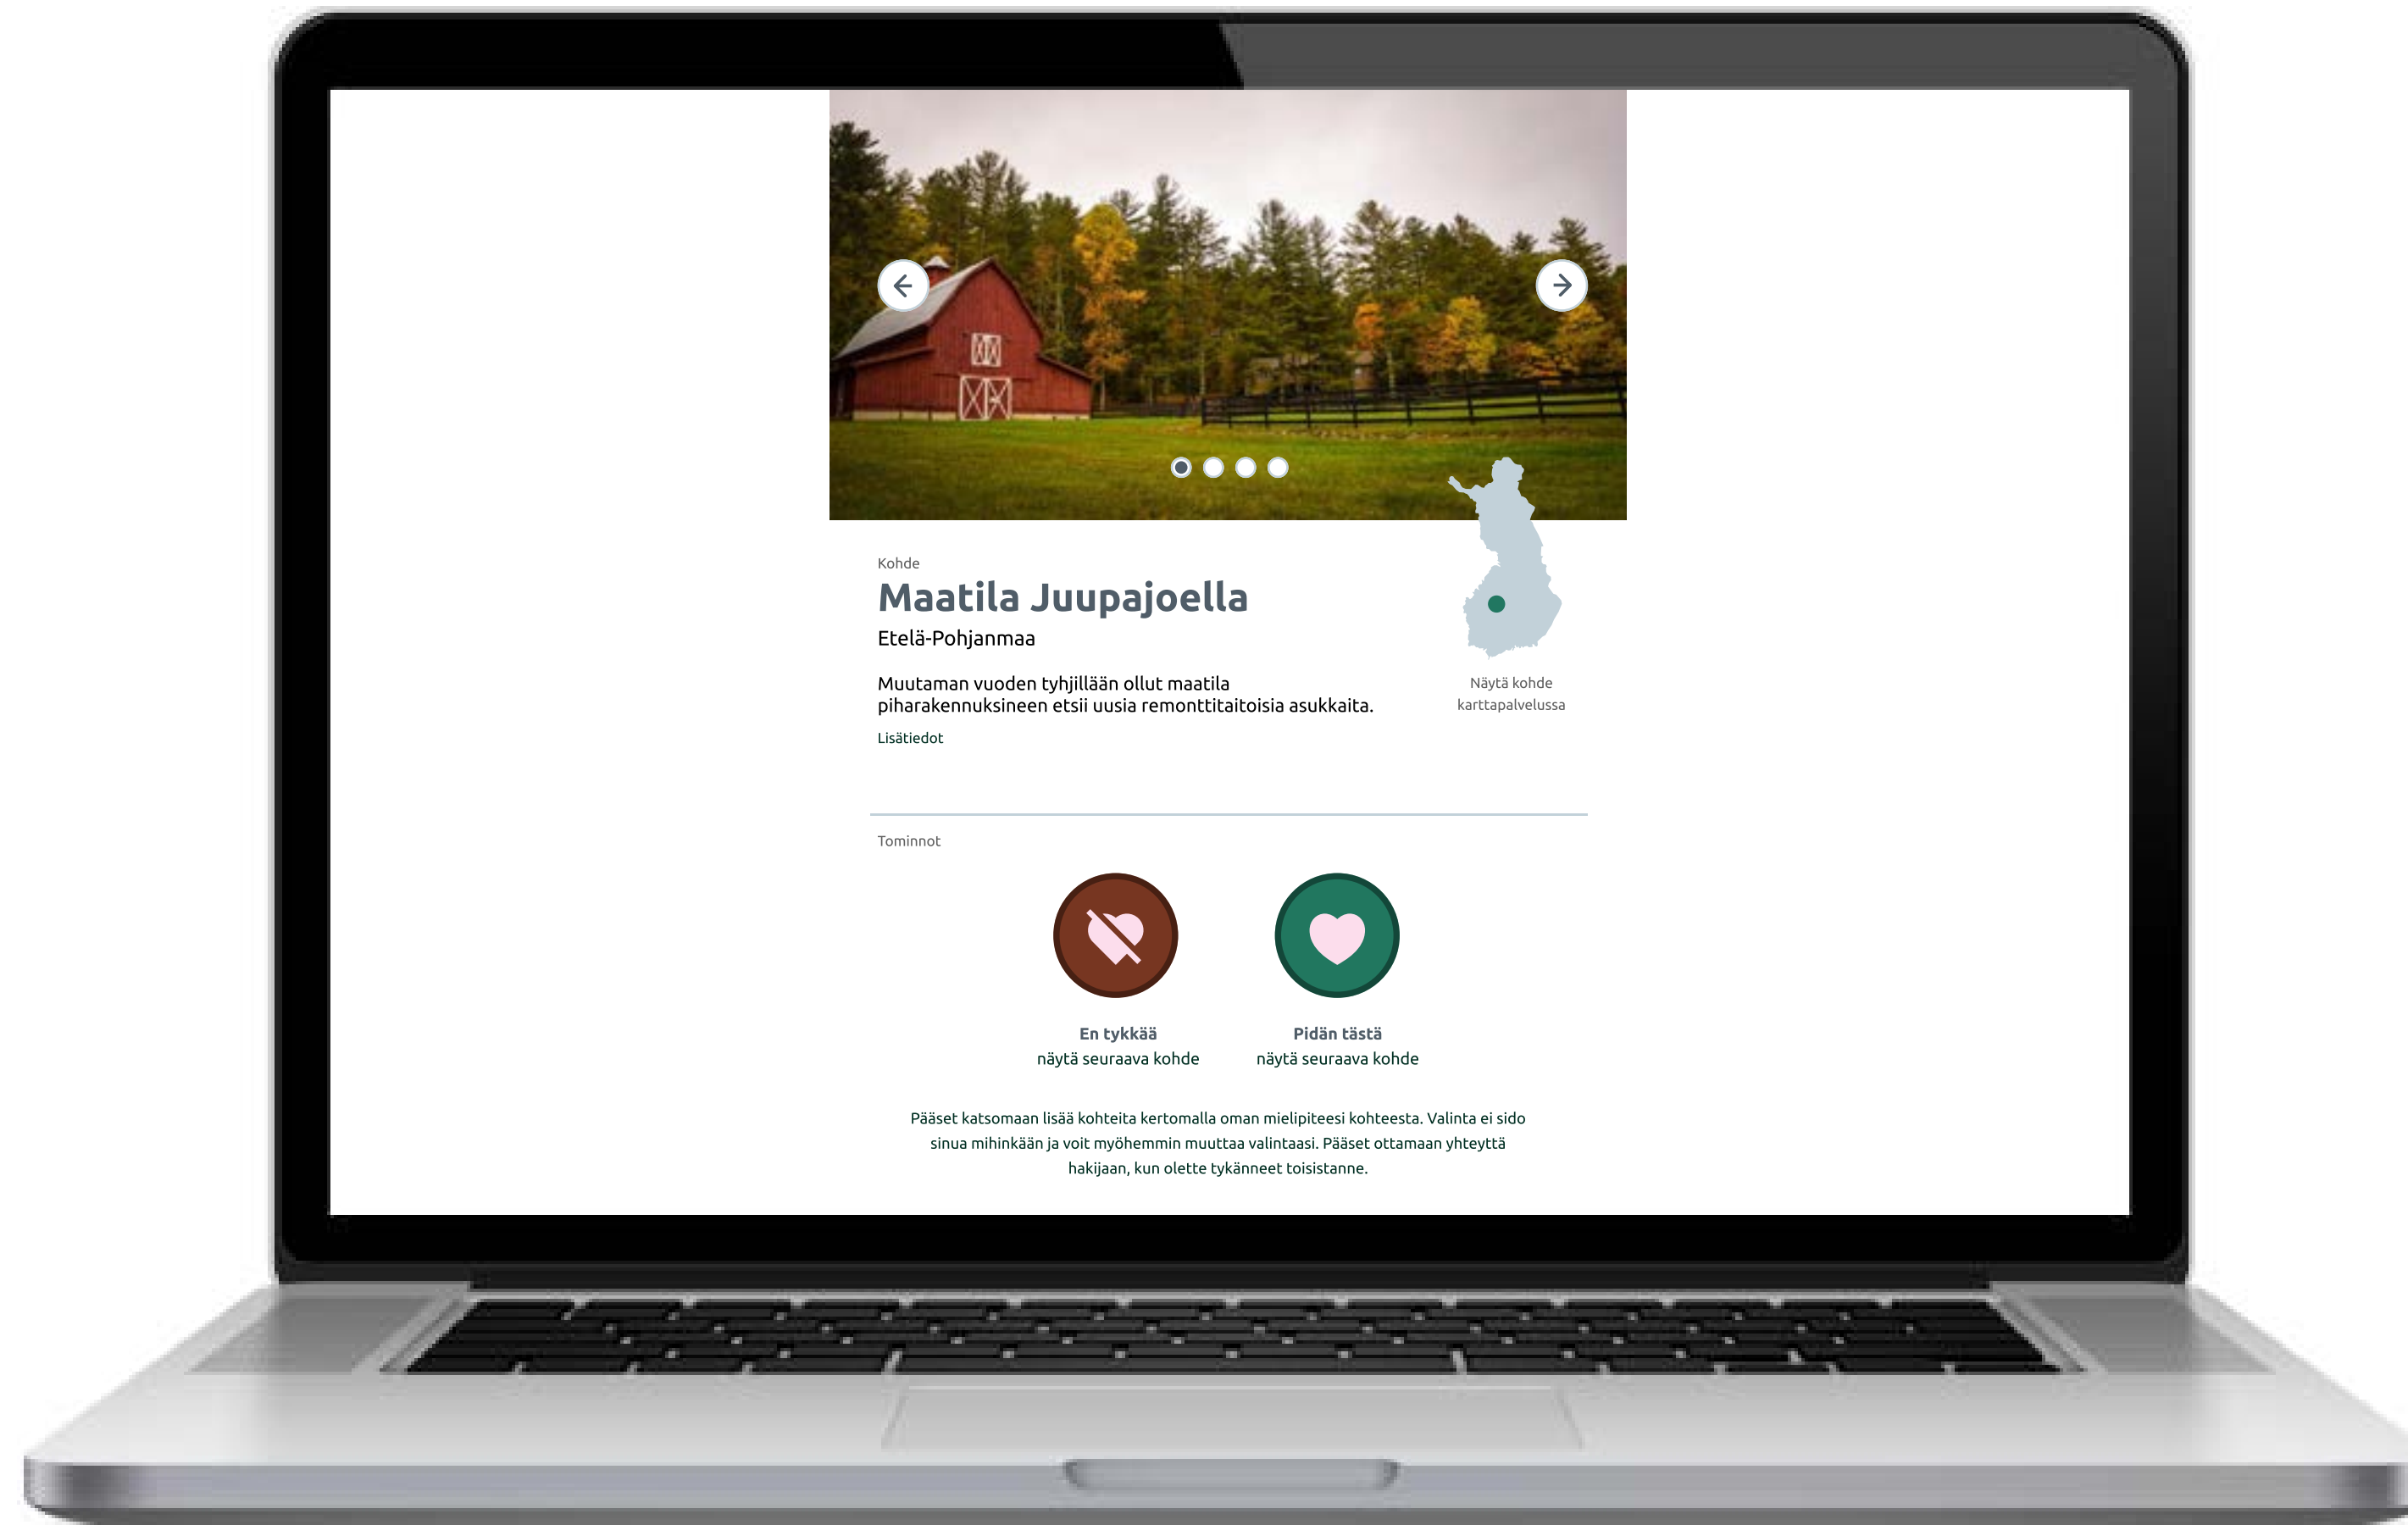 Kohde
Maatila Juupajoella
Etelä-Pohjanmaa
Muutaman vuoden tyhjillään ollut maatila
piharakennuksineen etsii uusia remonttitaitoisia asukkaita.
Lisätiedot
Näytä kohde
karttapalvelussa
Tominnot
En tykkää
näytä seuraava kohde
Pidän tästä
näytä seuraava kohde
Pääset katsomaan lisää kohteita kertomalla oman mielipiteesi kohteesta. Valinta ei sido
sinua mihinkään ja voit myöhemmin muuttaa valintaasi. Pääset ottamaan yhteyttä
hakijaan, kun olette tykänneet toisistanne.